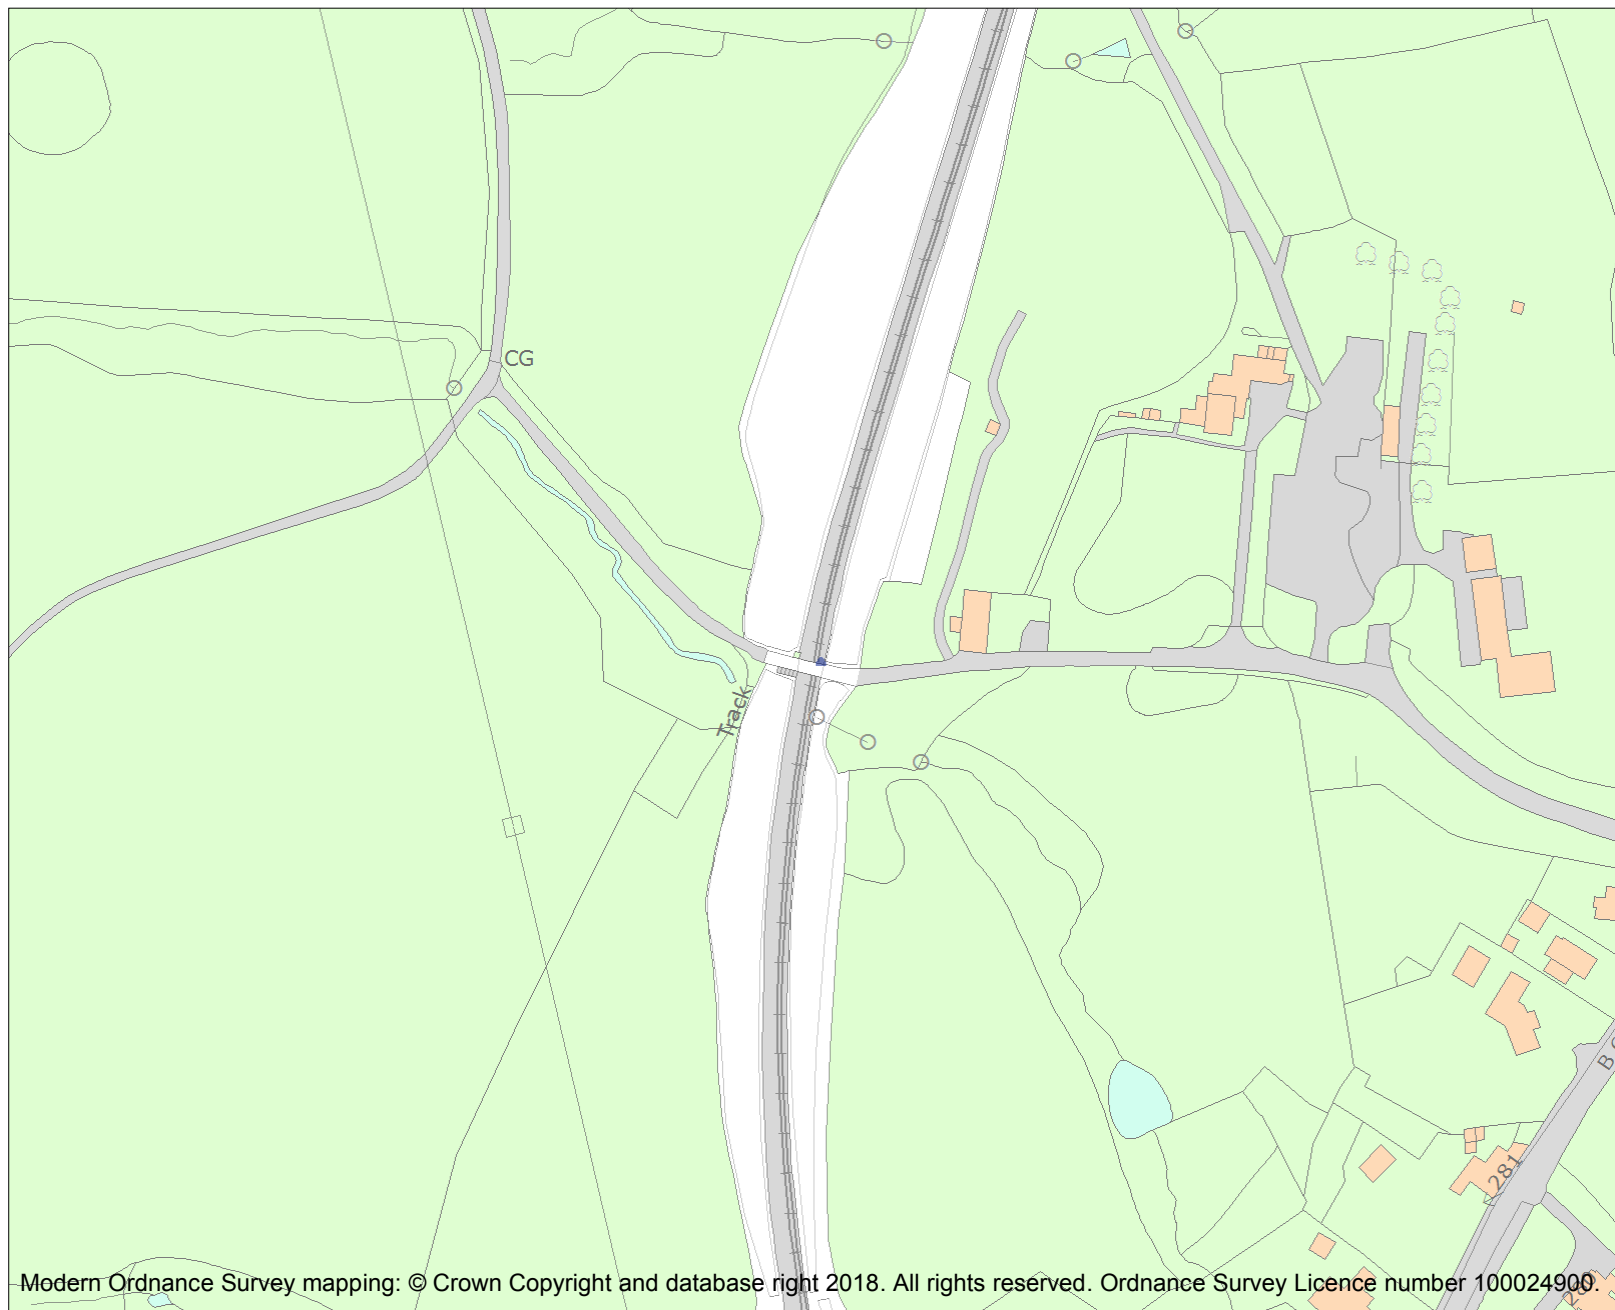 CG
Track
281
Modern Ordnance Survey mapping: © Crown Copyright and database right 2018. All rights reserved. Ordnance Survey Licence number 100024900.